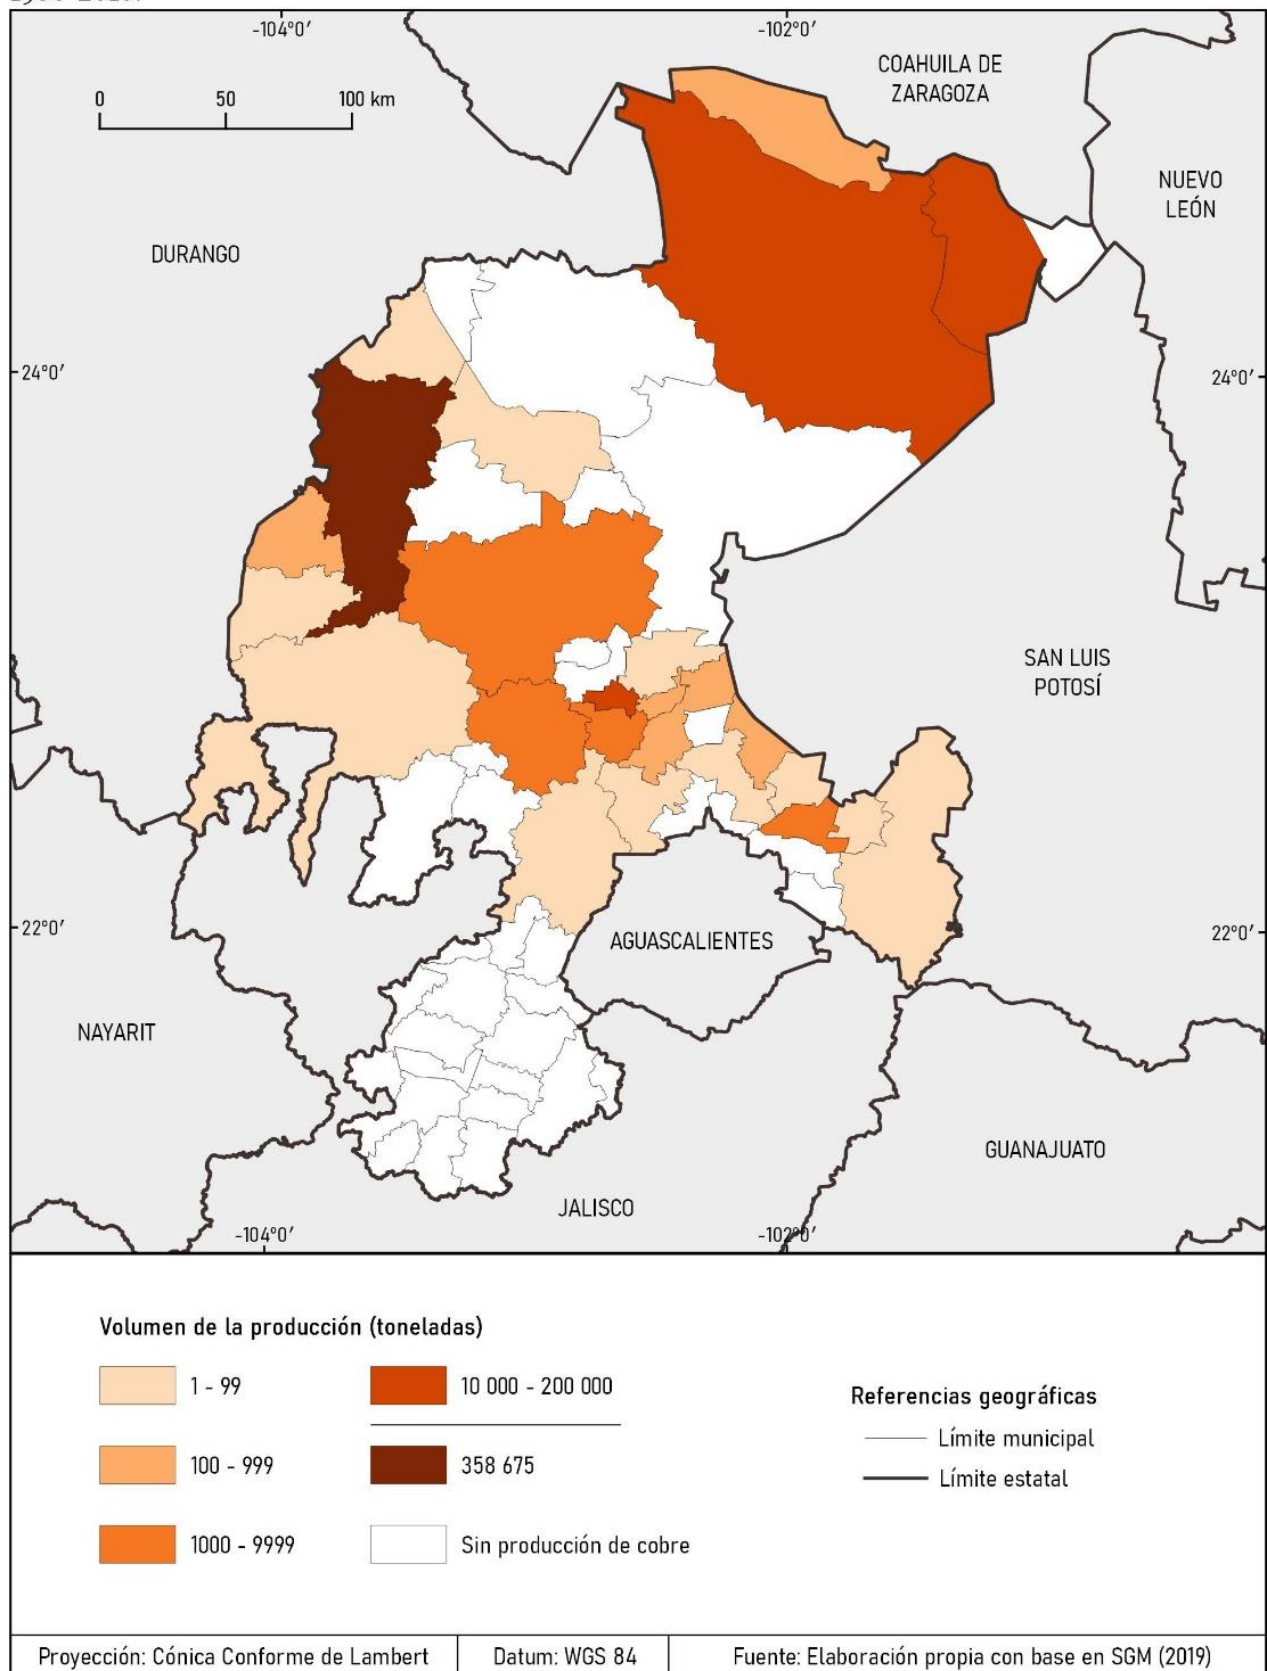 -104°0′
-102°0′
COAHUILA DE
ZARAGOZA
0 50 100 km
NUEVO
LEÓN
DURANGO
24°0′
24°0′
SAN LUIS
POTOSÍ
22°0′
22°0′
AGUASCALIENTES
NAYARIT
GUANAJUATO
JALISCO
-104°0′
-102°0′
Volumen de la producción (toneladas)
1 - 99
10 000 - 200 000
Referencias geográficas
Límite municipal
100 - 999
358 675
Límite estatal
1000 - 9999
Sin producción de cobre
Proyección: Cónica Conforme de Lambert
Datum: WGS 84
Fuente: Elaboración propia con base en SGM (2019)